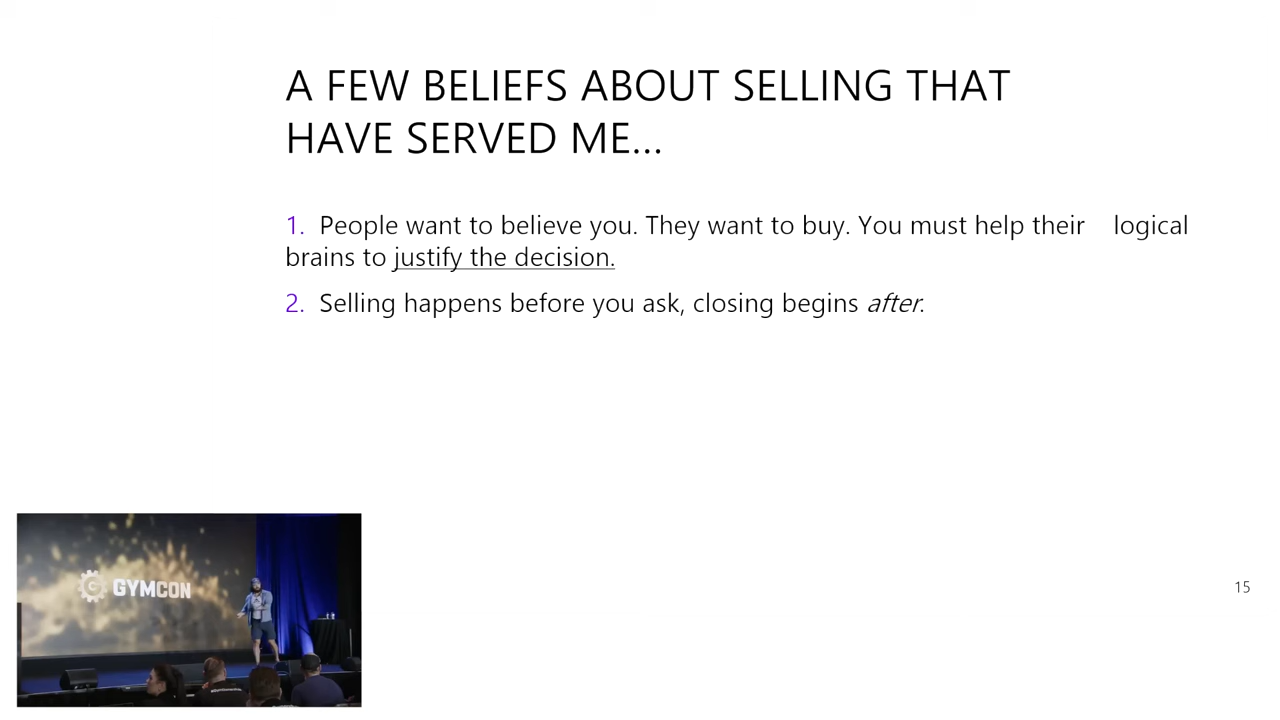 A FEW BELIEFS ABOUT SELLING THAT
HAVE SERVED ME...
1. People want to believe you. They want to buy. You must help their logical
brains to justify the decision.
2. Selling happens before you ask, closing begins after.
GYMCON
15